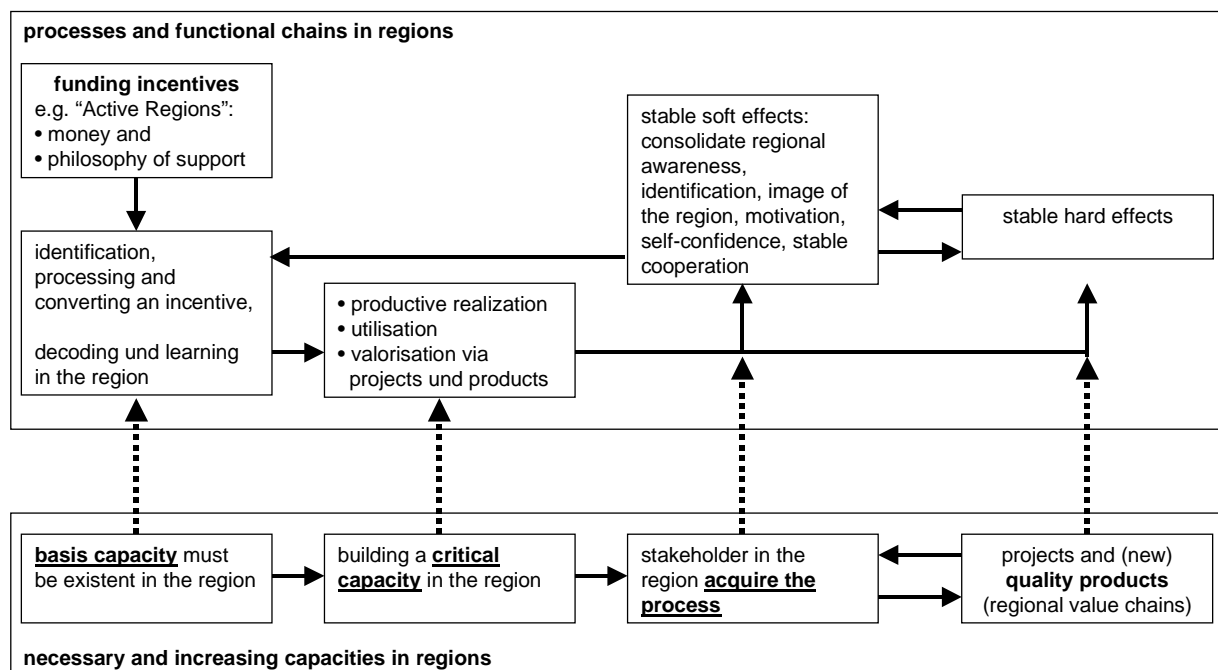 processes and functional chains in regions
funding incentives
e.g. “Active Regions”:
• money and
• philosophy of support
identification,
processing and
converting an incentive,
decoding und learning
in the region
• productive realization
• utilisation
• valorisation via
projects und products
stable soft effects:
consolidate regional
awareness,
identification, image of
the region, motivation,
self-confidence, stable
cooperation
stable hard effects
basis capacity must
be existent in the region
building a critical
capacity in the region
stakeholder in the
region acquire the
process
projects and (new)
quality products
(regional value chains)
necessary and increasing capacities in regions